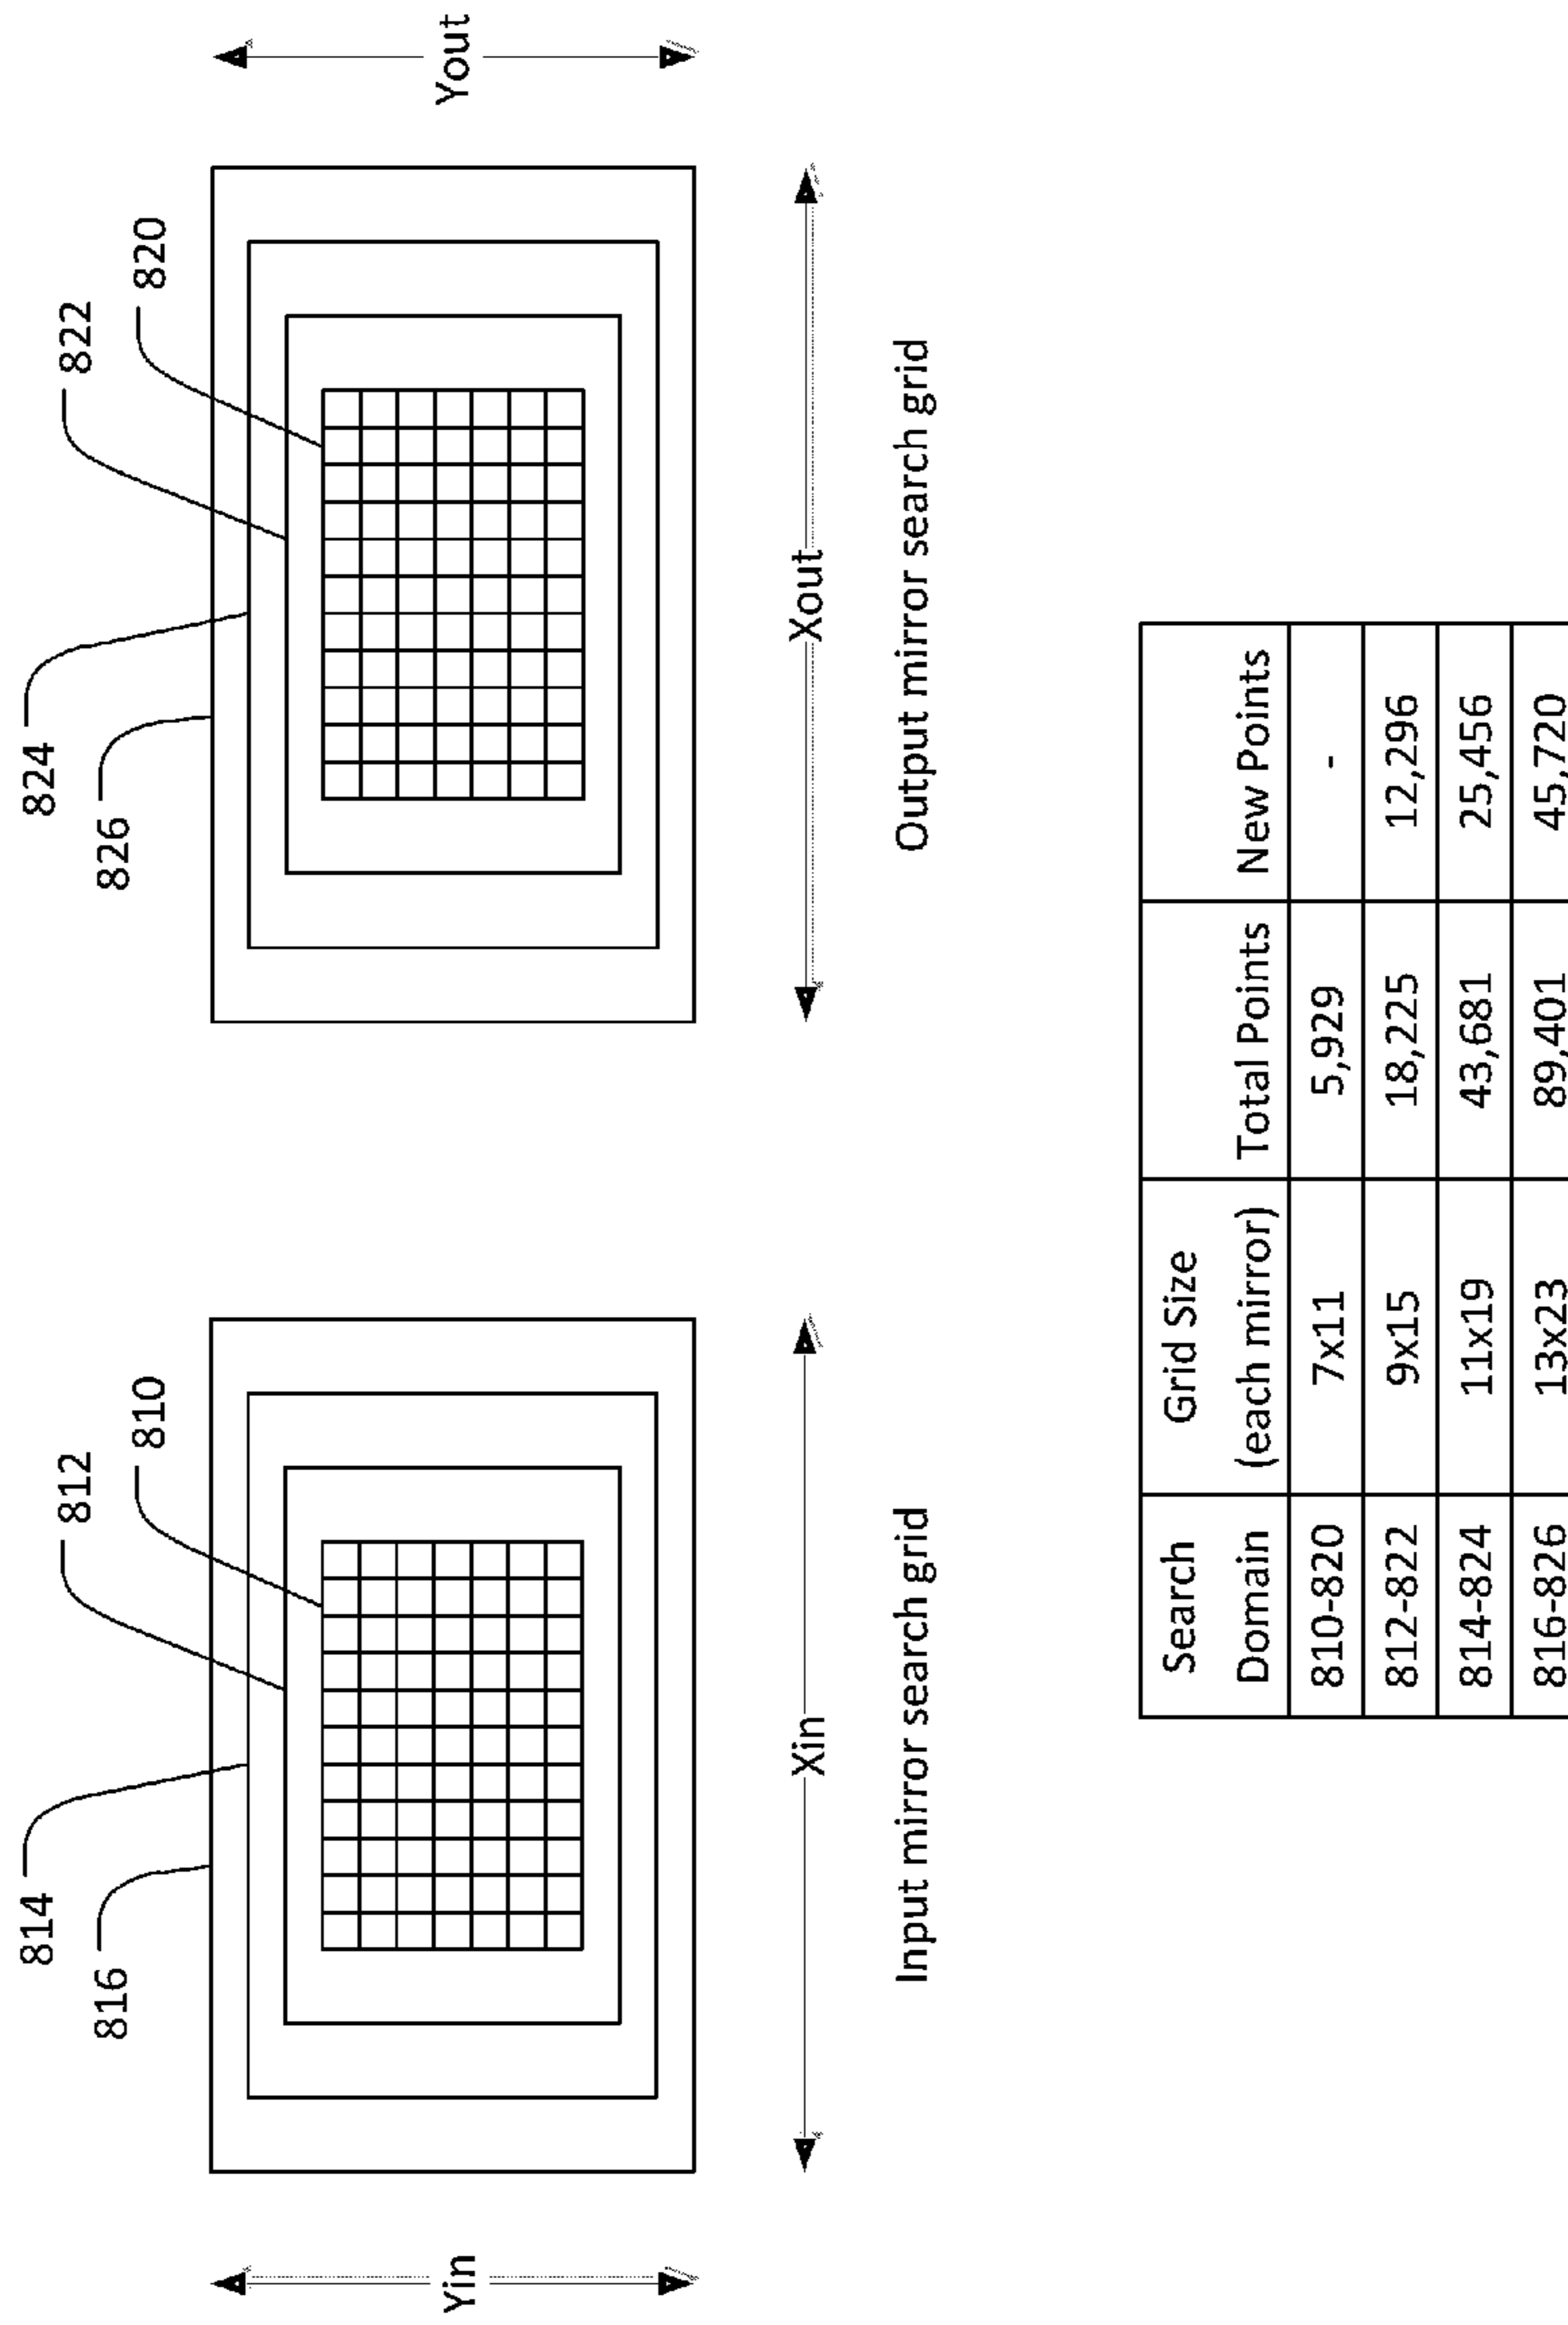 814
816
812
810
824
826
822
820
Yin
Yout
Xin
Xout
Input mirror search grid
Output mirror search grid
Search Grid Size
Domain (each mirror) Total Points New Points
810-820 7x11 5,929 -
812-822 9x15 18,225 12,296
814-824 11x19 43,681 25,456
816-826 13x23 89,401 45,720